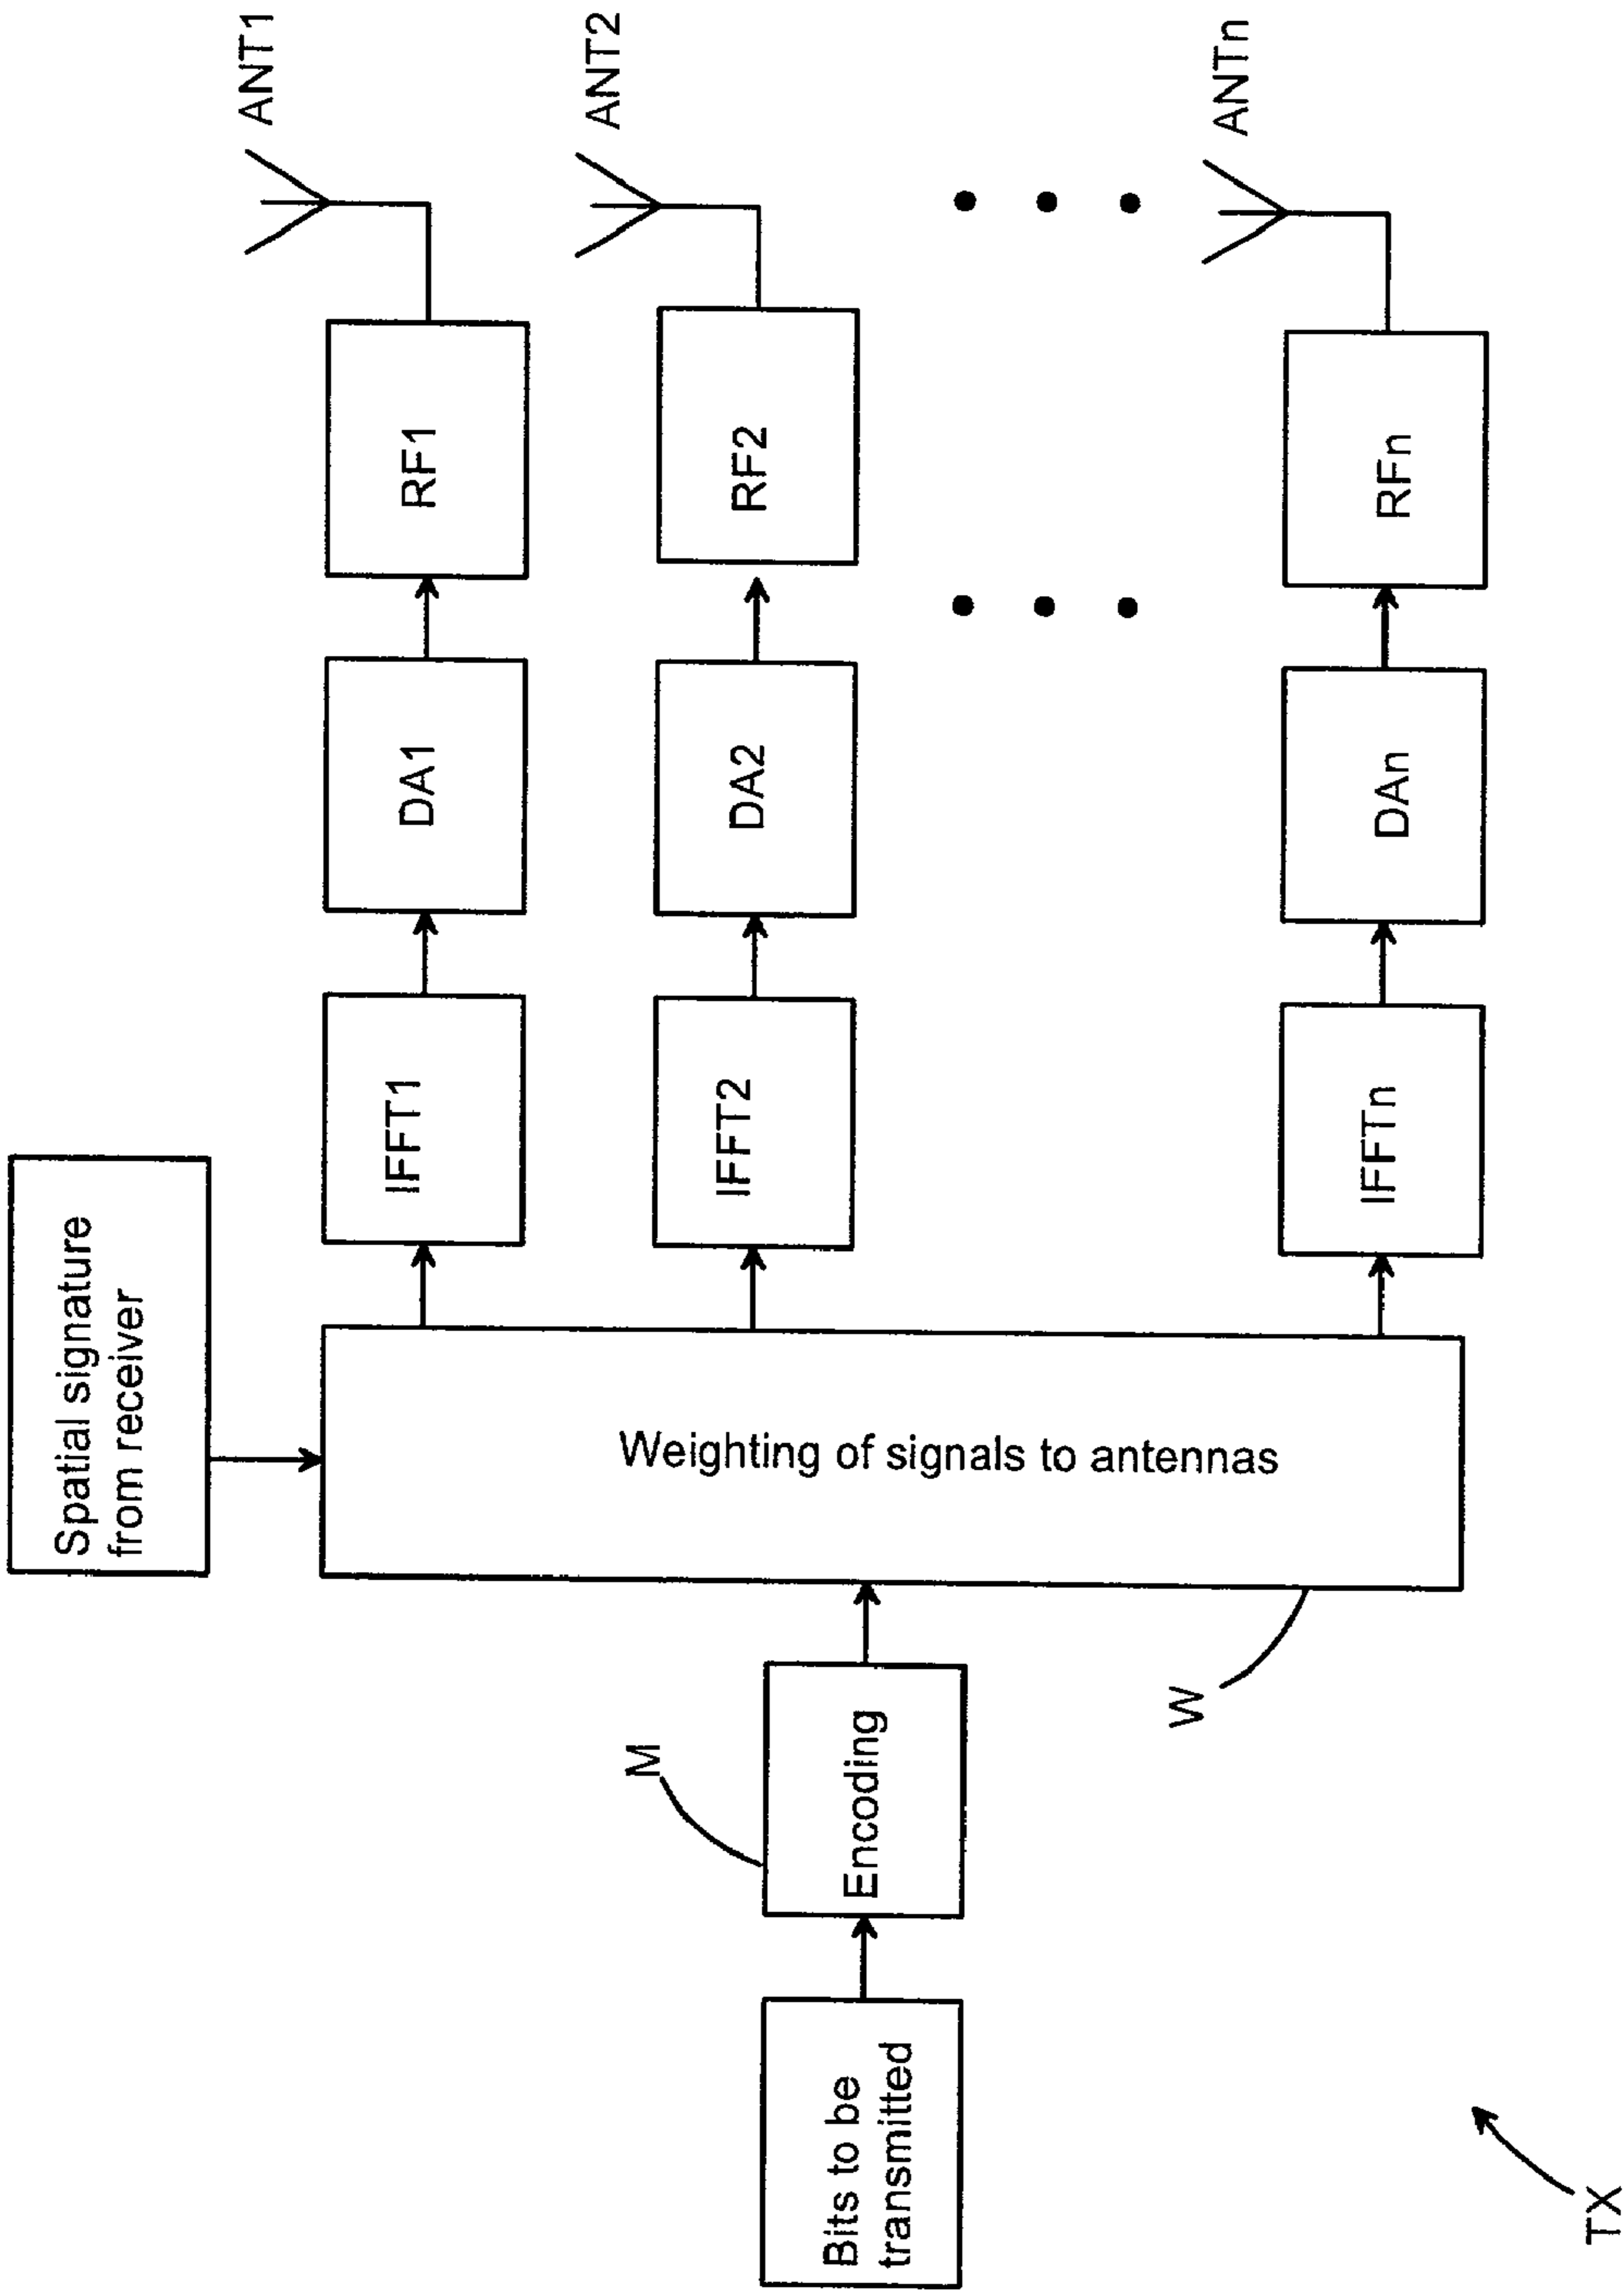 Spatial signature
from receiver
IFFT1
DA1
RF1
ANT1
IFFT2
DA2
RF2
ANT2
IFFTn
DAn
RFn
ANTn
Weighting of signals to antennas
W
Encoding
M
Bits to be
transmitted
TX